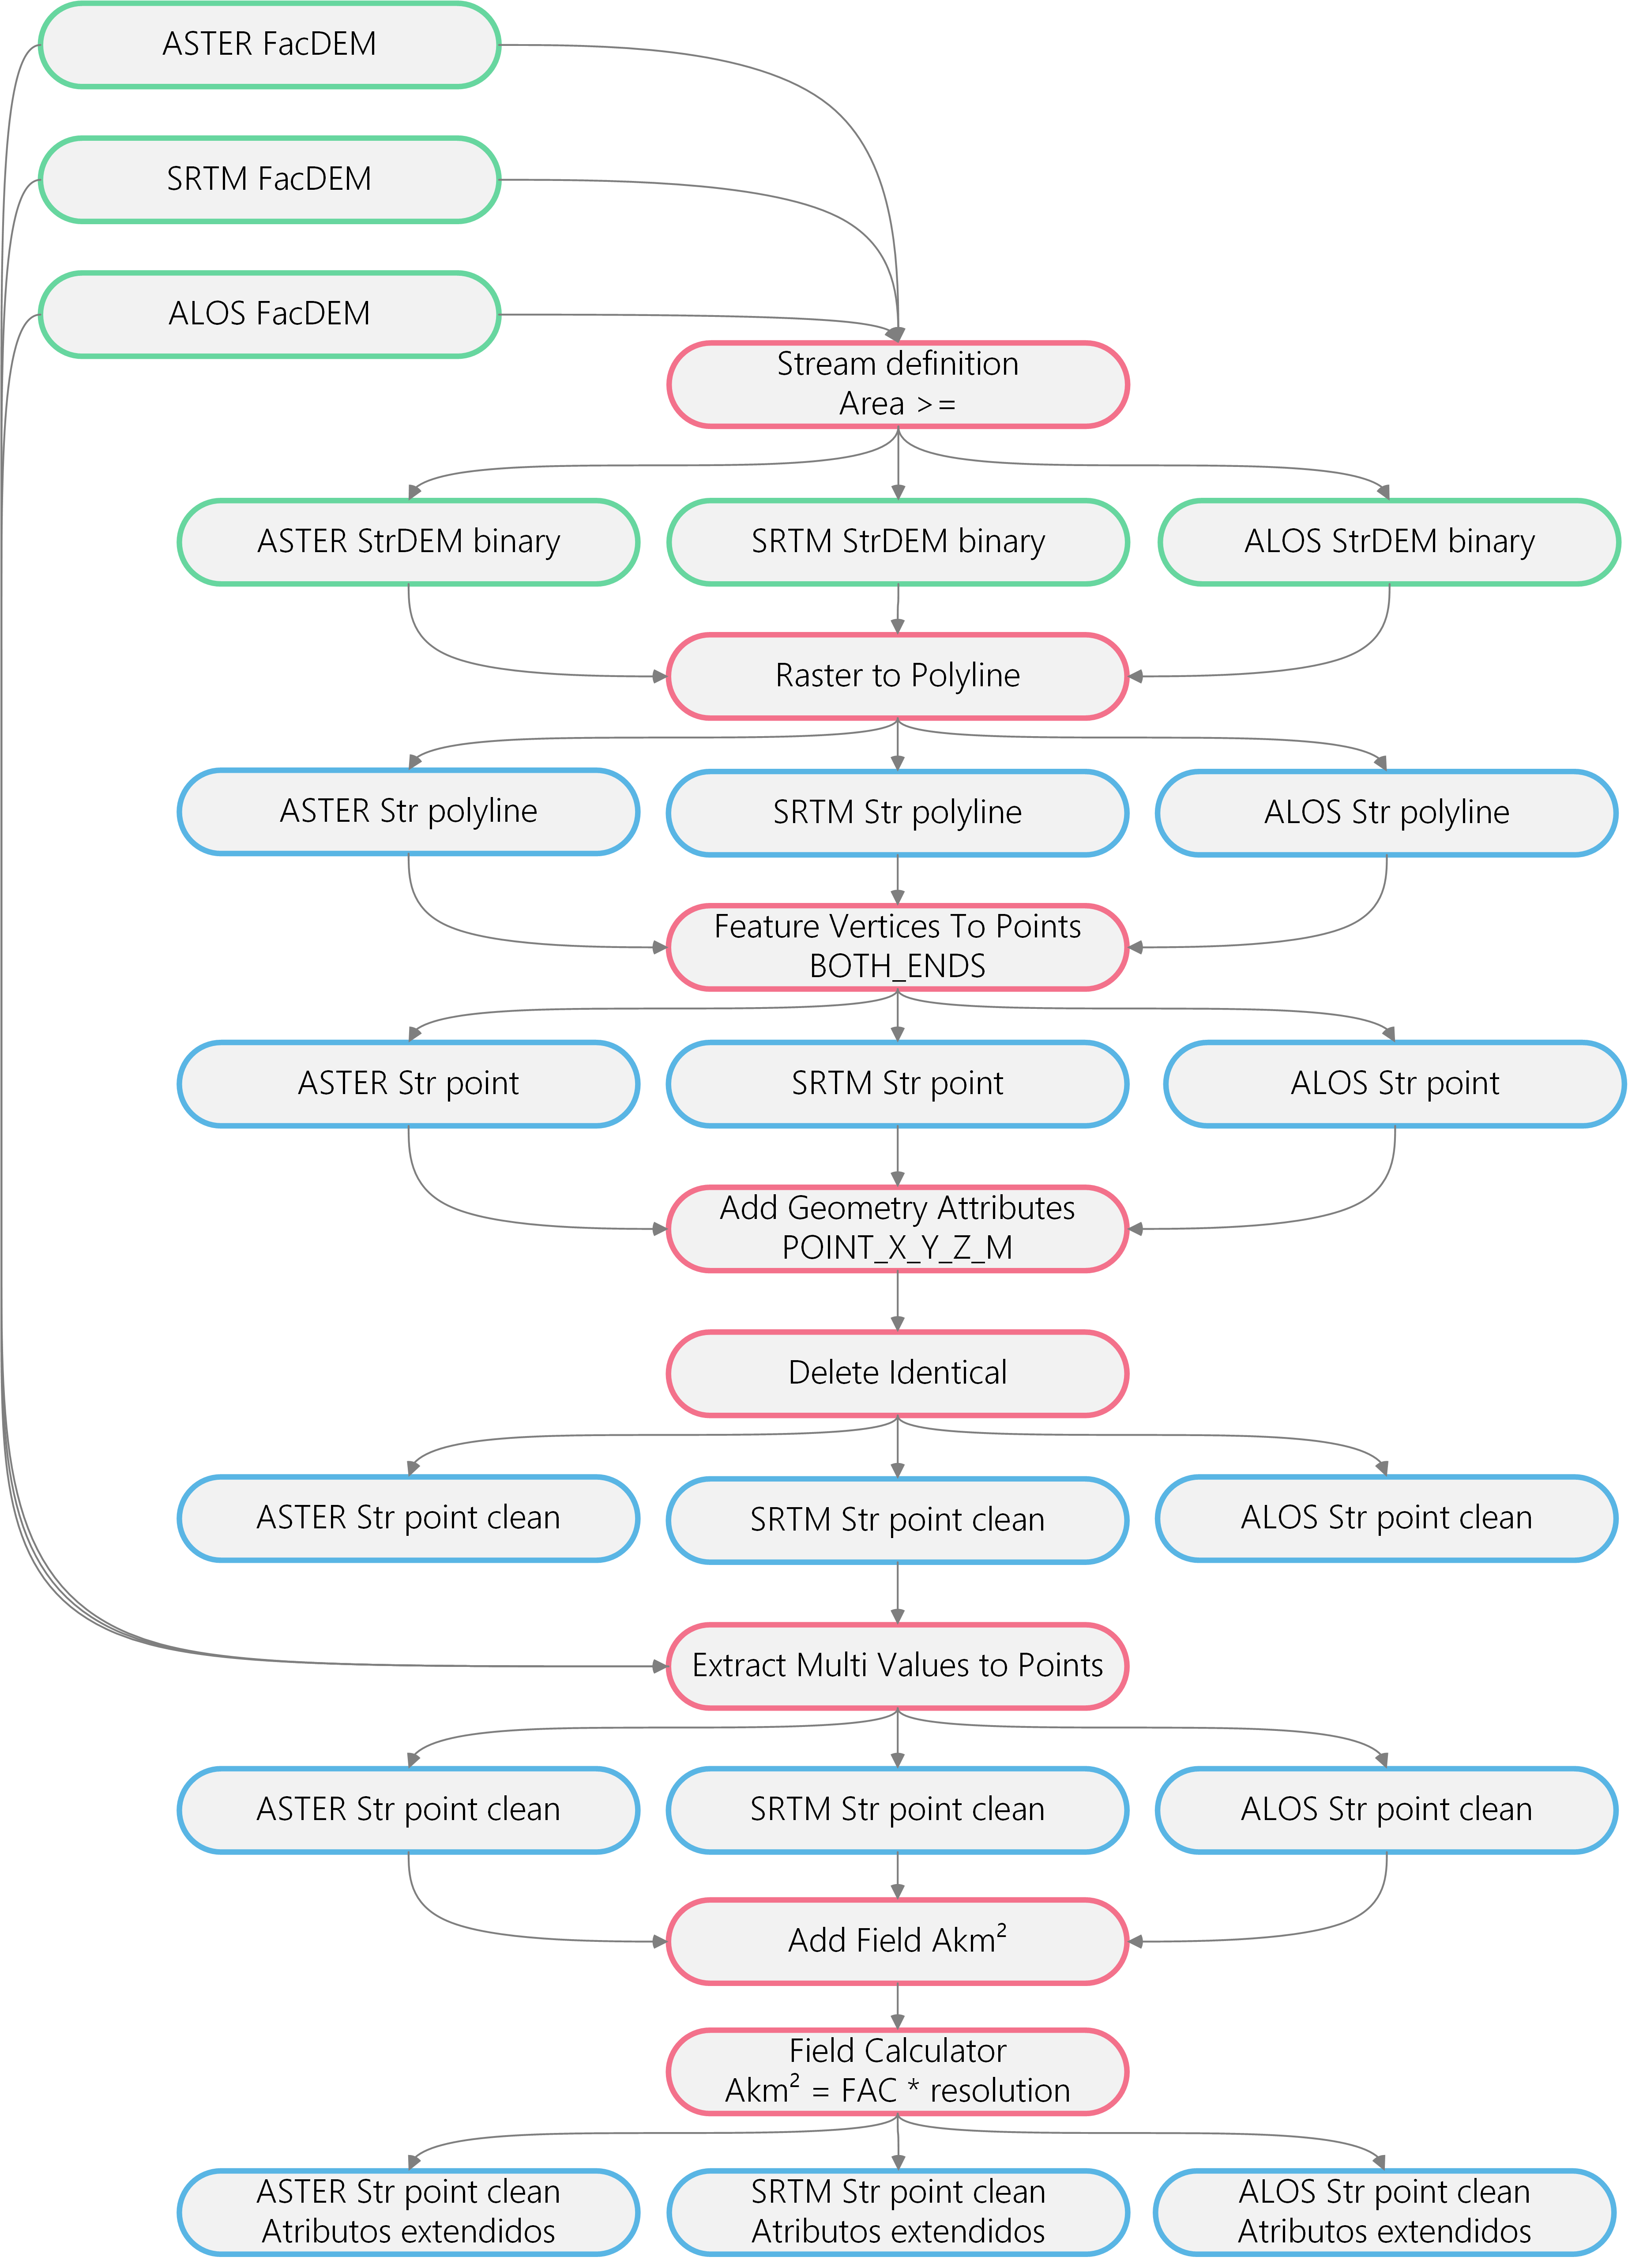 ASTER FacDEM
SRTM FacDEM
ALOS FacDEM
Stream definition
Area >=
ASTER StrDEM binary
SRTM StrDEM binary
ALOS StrDEM binary
Raster to Polyline
ASTER Str polyline
SRTM Str polyline
ALOS Str polyline
Feature Vertices To Points
BOTH_ENDS
ASTER Str point
SRTM Str point
ALOS Str point
Add Geometry Attributes
POINT_X_Y_Z_M
Delete Identical
ASTER Str point clean
SRTM Str point clean
ALOS Str point clean
Extract Multi Values to Points
ASTER Str point clean
SRTM Str point clean
ALOS Str point clean
Add Field Akm²
Field Calculator
Akm² = FAC * resolution
ASTER Str point clean
Atributos extendidos
SRTM Str point clean
Atributos extendidos
ALOS Str point clean
Atributos extendidos